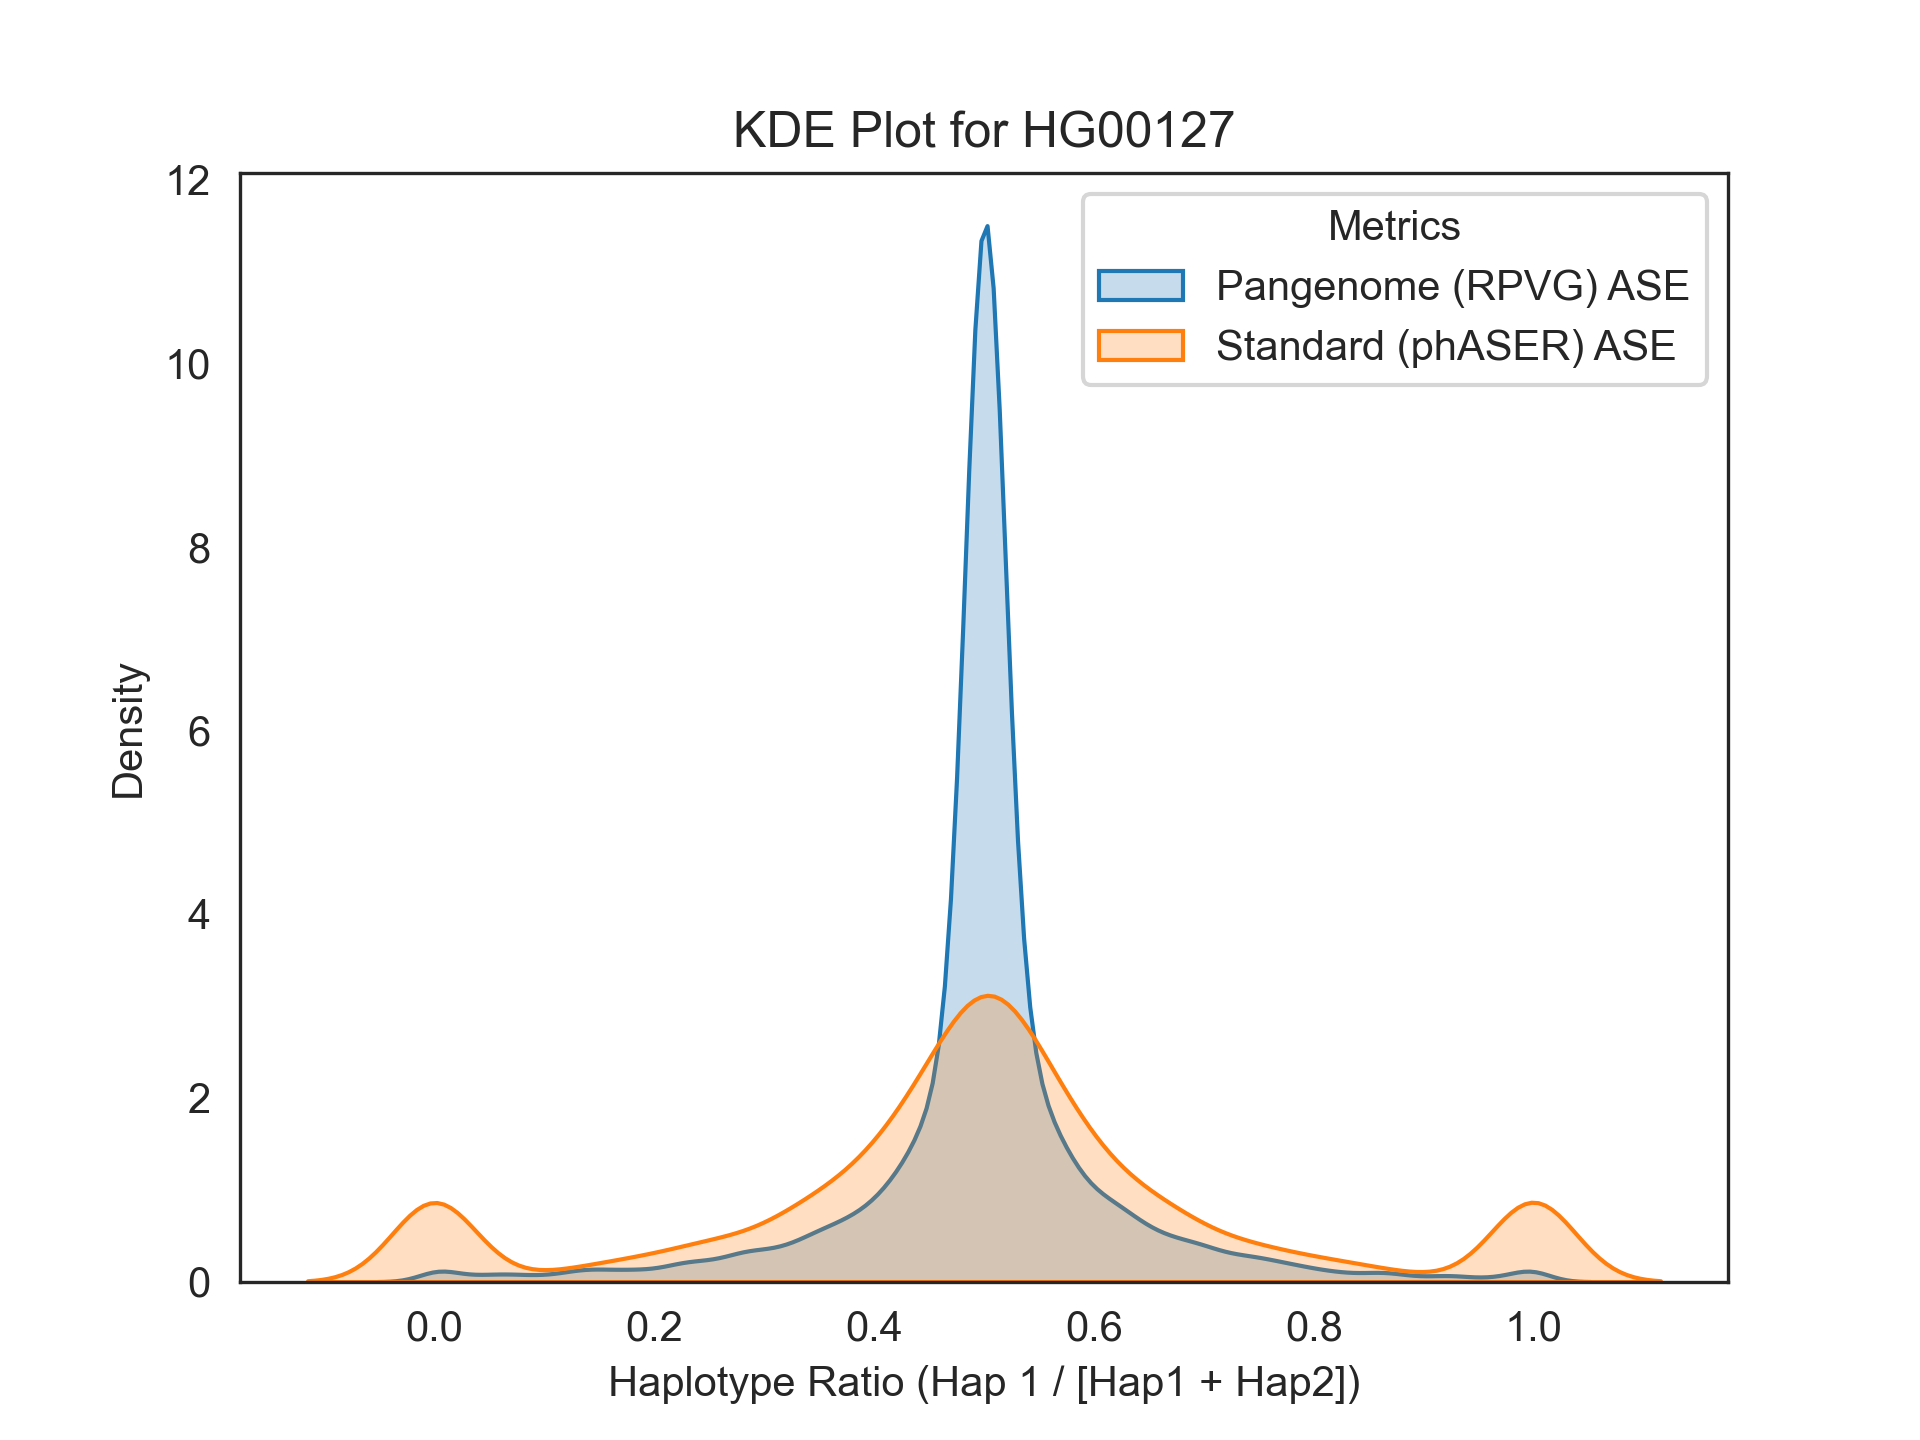 KDE Plot for HG00127
12
10
8
6
4
2
0
Density
Metrics
Pangenome (RPVG) ASE
Standard (phASER) ASE
0.0 0.2 0.4 0.6 0.8 1.0
Haplotype Ratio (Hap 1 / [Hap1 + Hap2])